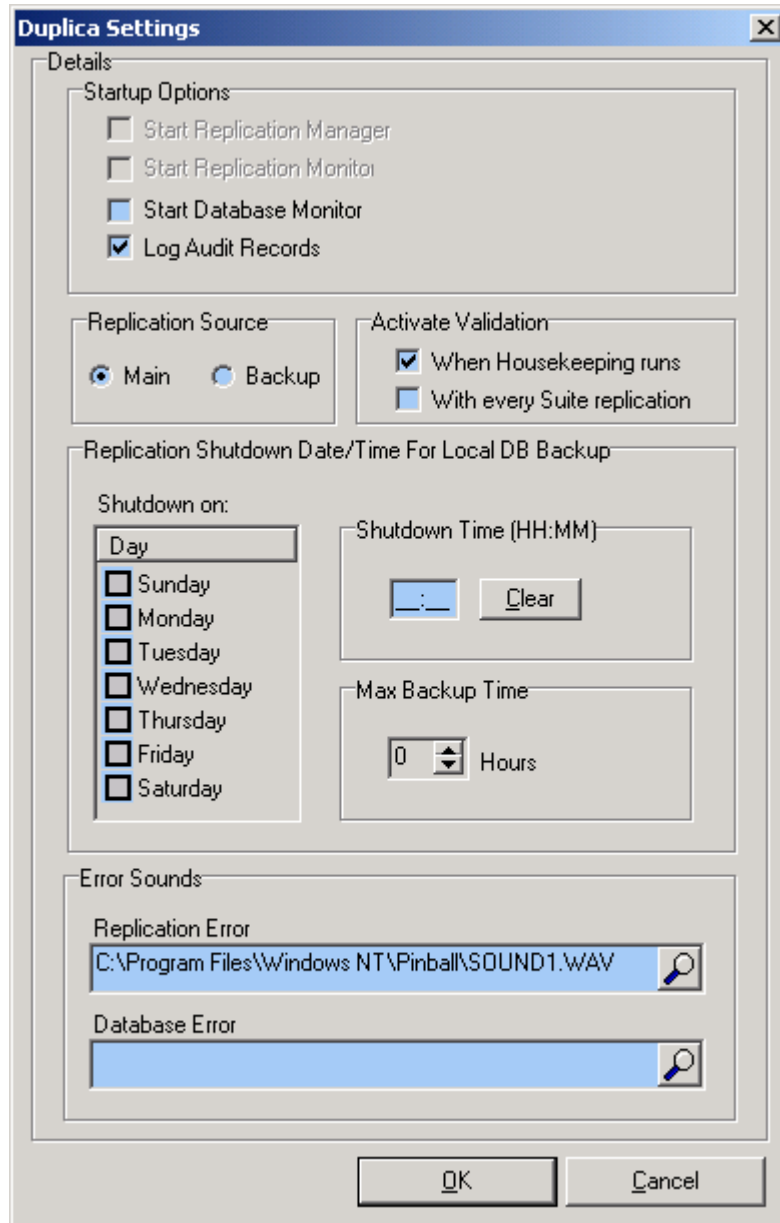 Duplica Settings
Details
Startup Options
Start Replication Manager
Start Replication Monitor
Start Database Monitor
Log Audit Records
Replication Source
Main Backup
Activate Validation
When Housekeeping runs
With every Suite replication
Replication Shutdown Date/Time For Local DB Backup
Shutdown on:
Day
Sunday
Monday
Tuesday
Wednesday
Thursday
Friday
Saturday
Shutdown Time (HH:MM)
__:__ Clear
Max Backup Time
0 Hours
Error Sounds
Replication Error
C:\Program Files\Windows NT\Pinball\SOUND1.WAV
Database Error
OK Cancel